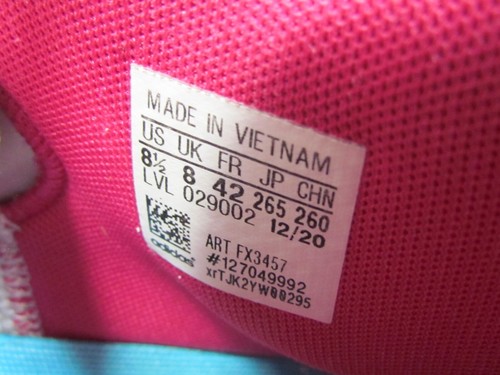 MADE IN VIETNAM
US UK FR JP CHN
8½ 8 42 265 260
LVL 029002 12/20
ART FX3457
#127049992
xrTJK2YW00295
adidas